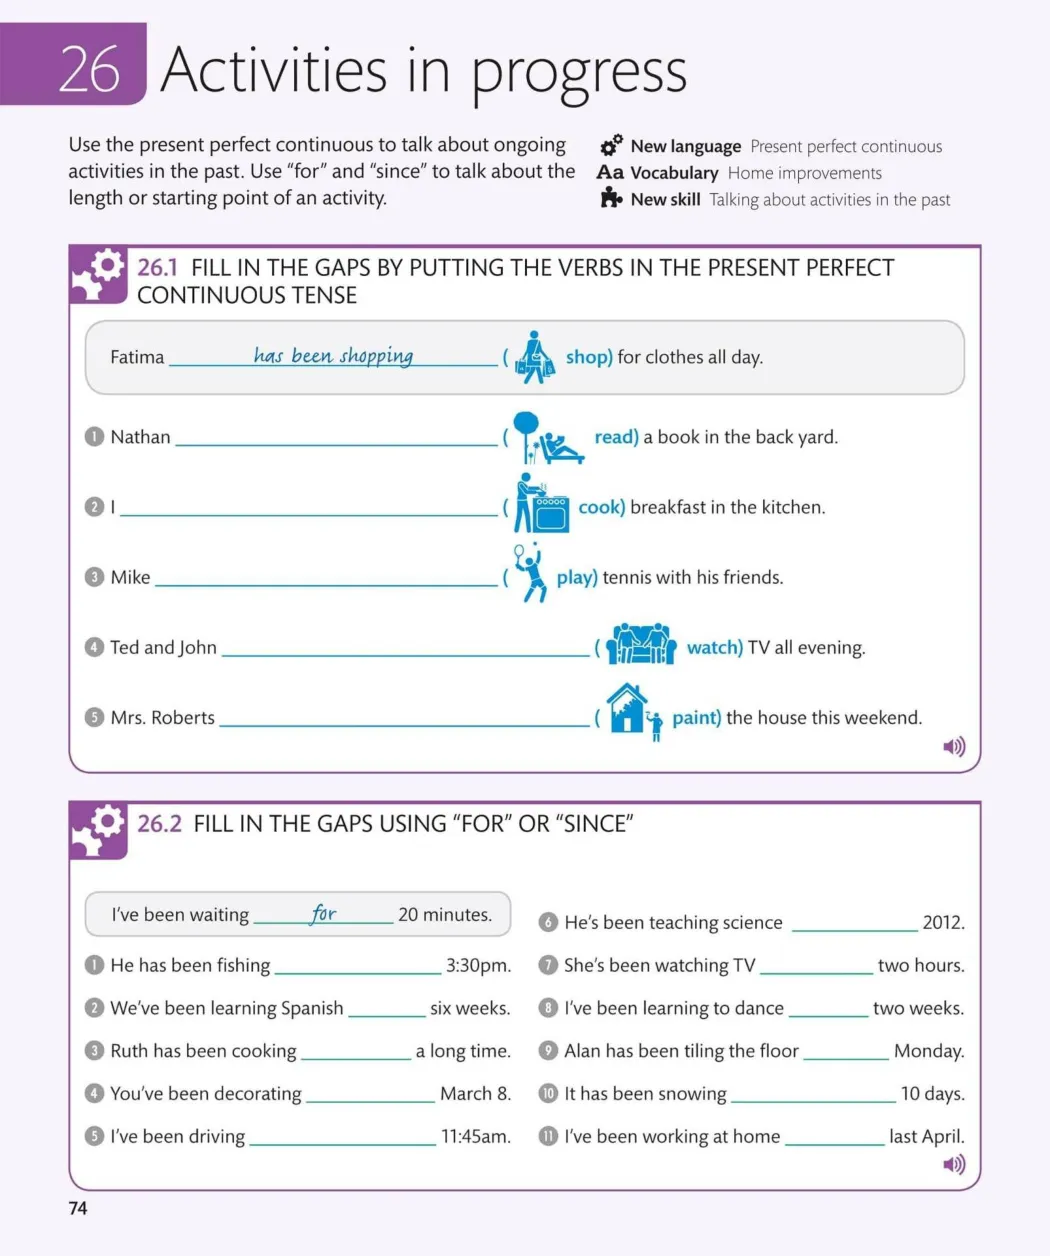 26 Activities in progress
Use the present perfect continuous to talk about ongoing
activities in the past. Use “for” and “since” to talk about the
length or starting point of an activity.
New language Present perfect continuous
Aa Vocabulary Home improvements
New skill Talking about activities in the past
26.1 FILL IN THE GAPS BY PUTTING THE VERBS IN THE PRESENT PERFECT
CONTINUOUS TENSE
Fatima has been shopping ( shop) for clothes all day.
1 Nathan ( read) a book in the back yard.
2 I ( cook) breakfast in the kitchen.
3 Mike ( play) tennis with his friends.
4 Ted and John ( watch) TV all evening.
5 Mrs. Roberts ( paint) the house this weekend.
26.2 FILL IN THE GAPS USING “FOR” OR “SINCE”
I’ve been waiting for 20 minutes.
1 He has been fishing 3:30pm.
2 We’ve been learning Spanish six weeks.
3 Ruth has been cooking a long time.
4 You’ve been decorating March 8.
5 I’ve been driving 11:45am.
6 He’s been teaching science 2012.
7 She’s been watching TV two hours.
8 I’ve been learning to dance two weeks.
9 Alan has been tiling the floor Monday.
10 It has been snowing 10 days.
11 I’ve been working at home last April.
74